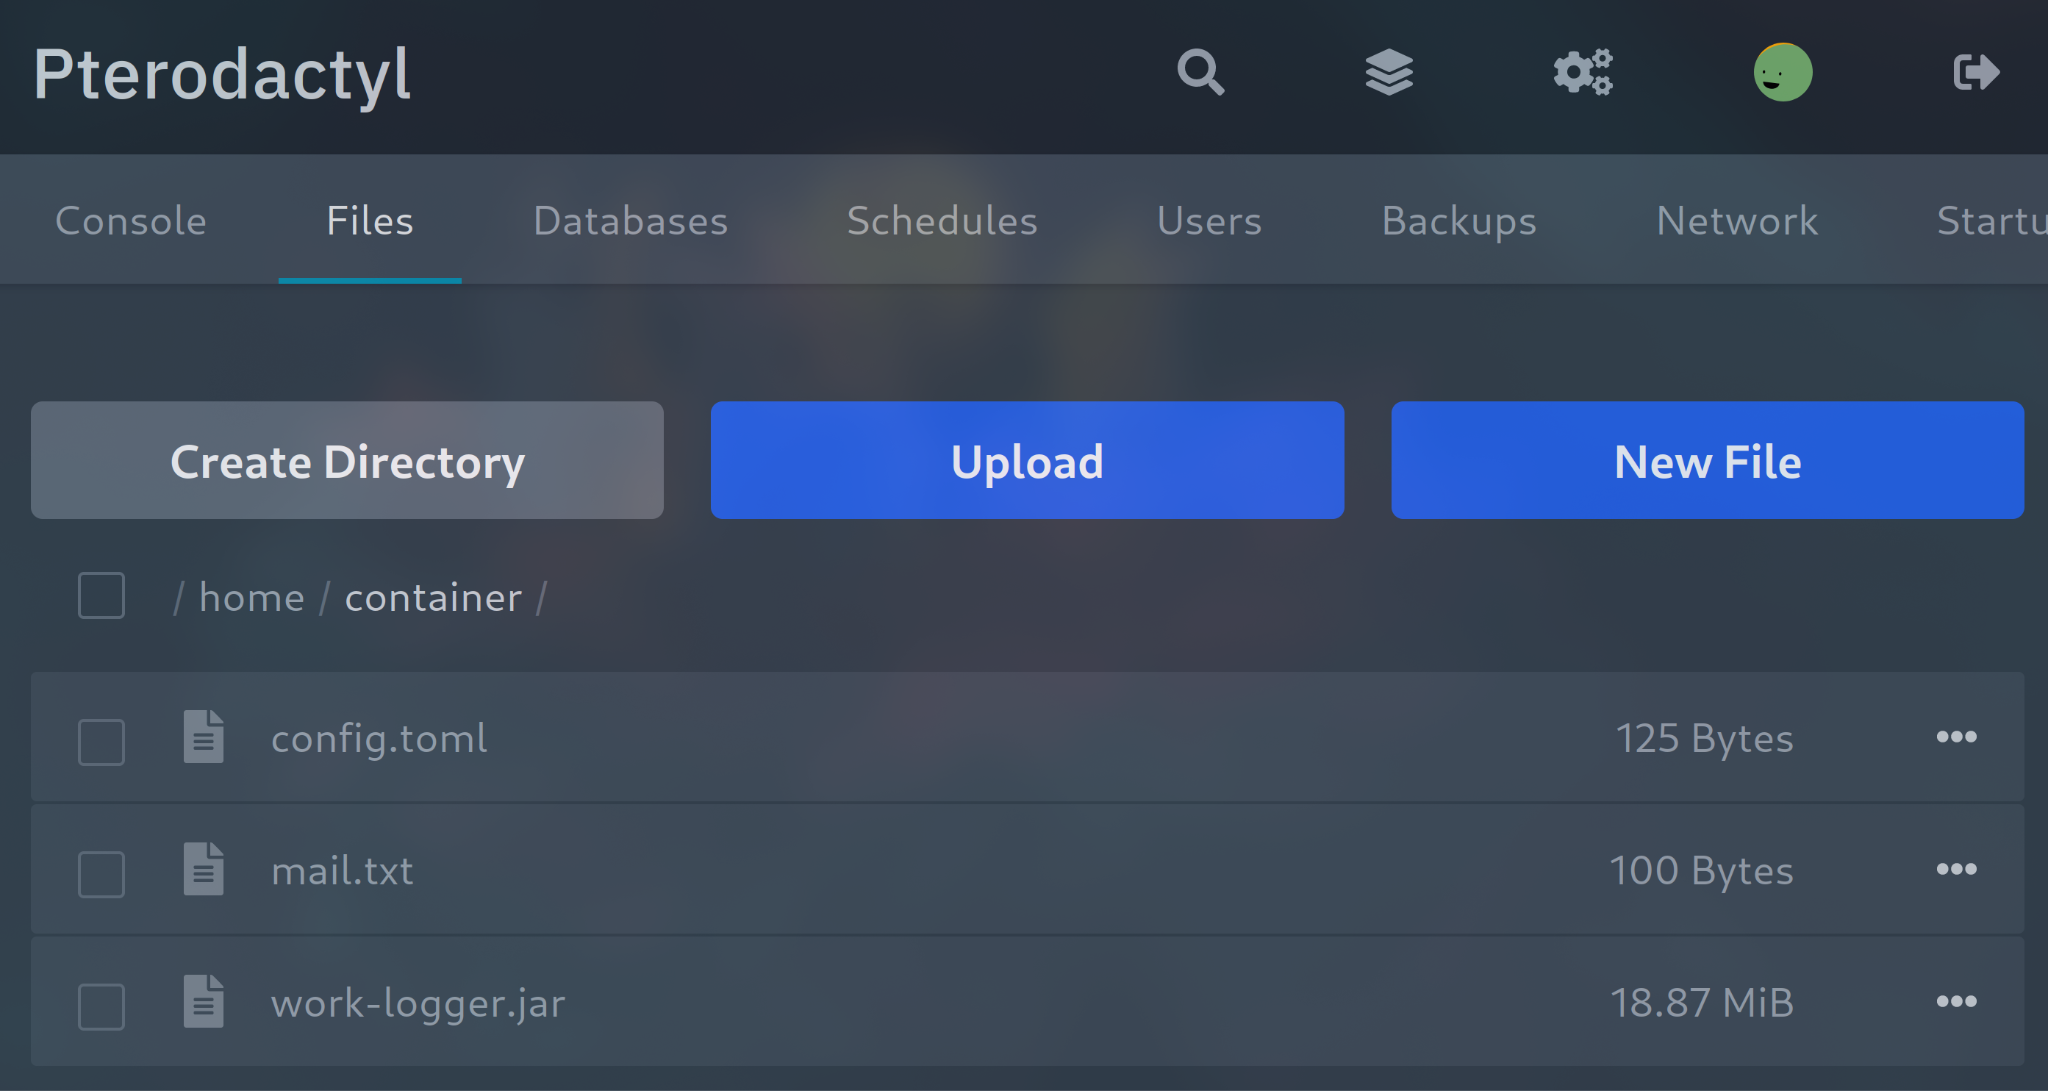 Pterodactyl
Console Files Databases Schedules Users Backups Network Startu
Create Directory Upload New File
/ home / container /
config.toml 125 Bytes
mail.txt 100 Bytes
work-logger.jar 18.87 MiB